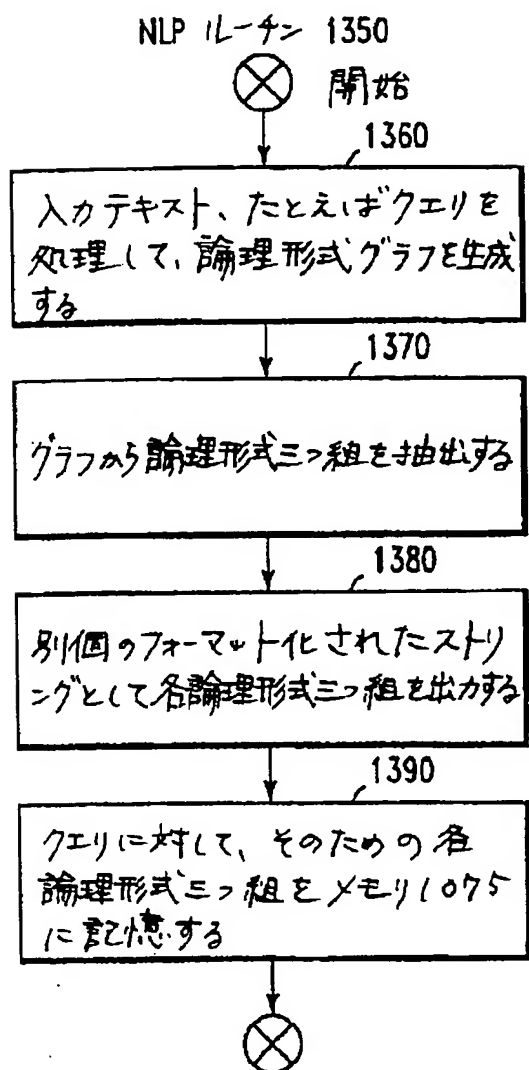 NLP ルーチン 1350
開始
1360
入力テキスト、たとえばクエリを
処理して、論理形式グラフを生成
する
1370
グラフから論理形式三つ組を抽出する
1380
別個のフォーマット化されたストリ
ングとして各論理形式三つ組を出力する
1390
クエリに対して、そのための各
論理形式三つ組をメモリ1075
に記憶する